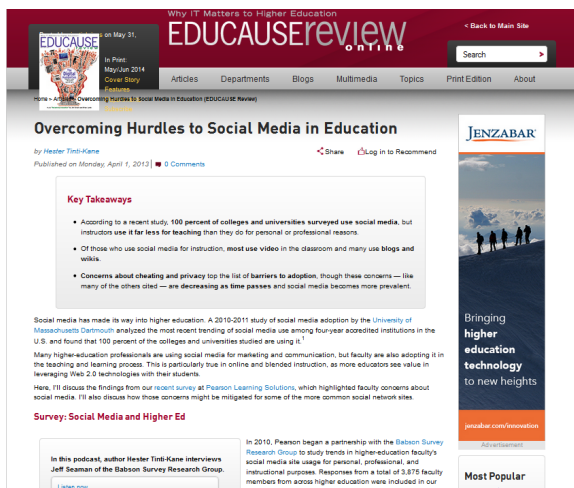 Why IT Matters to Higher Education
EDUCAUSEreview
online
< Back to Main Site
Search
on May 31,
EDUCAUSE
In Print:
May/Jun 2014
Cover Story
Features
Articles Departments Blogs Multimedia Topics Print Edition About
Home > Overcoming Hurdles to Social Media in Education (EDUCAUSE Review)
Overcoming Hurdles to Social Media in Education
by Hester Tinti-Kane
Share Log in to Recommend
Published on Monday, April 1, 2013 | 0 Comments
Key Takeaways
• According to a recent study, 100 percent of colleges and universities surveyed use social media, but
instructors use it far less for teaching than they do for personal or professional reasons.
• Of those who use social media for instruction, most use video in the classroom and many use blogs and
wikis.
• Concerns about cheating and privacy top the list of barriers to adoption, though these concerns — like
many of the others cited — are decreasing as time passes and social media becomes more prevalent.
Social media has made its way into higher education. A 2010-2011 study of social media adoption by the University of
Massachusetts Dartmouth analyzed the most recent trending of social media use among four-year accredited institutions in the
U.S. and found that 100 percent of the colleges and universities studied are using it.1
Many higher-education professionals are using social media for marketing and communication, but faculty are also adopting it in
the teaching and learning process. This is particularly true in online and blended instruction, as more educators see value in
leveraging Web 2.0 technologies with their students.
Here, I'll discuss the findings from our recent survey at Pearson Learning Solutions, which highlighted faculty concerns about
social media. I'll also discuss how those concerns might be mitigated for some of the more common social network sites.
Survey: Social Media and Higher Ed
In this podcast, author Hester Tinti-Kane interviews
Jeff Seaman of the Babson Survey Research Group.
Listen now
In 2010, Pearson began a partnership with the Babson Survey
Research Group to study trends in higher-education faculty's
social media site usage for personal, professional, and
instructional purposes. Responses from a total of 3,875 faculty
members from across higher education were included in our
JENZABAR
Bringing
higher
education
technology
to new heights
jenzabar.com/innovation
Advertisement
Most Popular